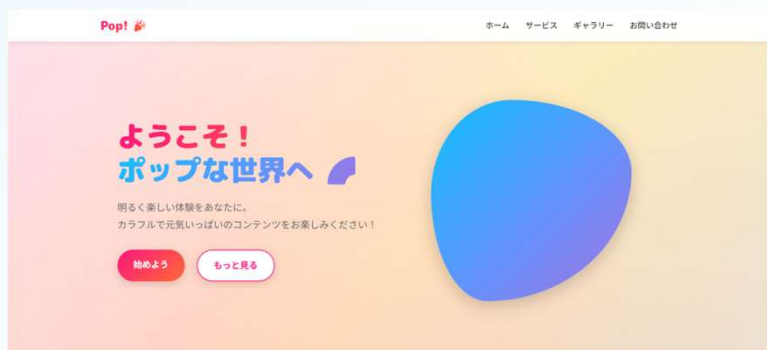 Pop! 🎉
ホーム サービス ギャラリー お問い合わせ
ようこそ！
ポップな世界へ 🌈
明るく楽しい体験をあなたに。
カラフルで元気いっぱいのコンテンツをお楽しみください！
始めよう もっと見る